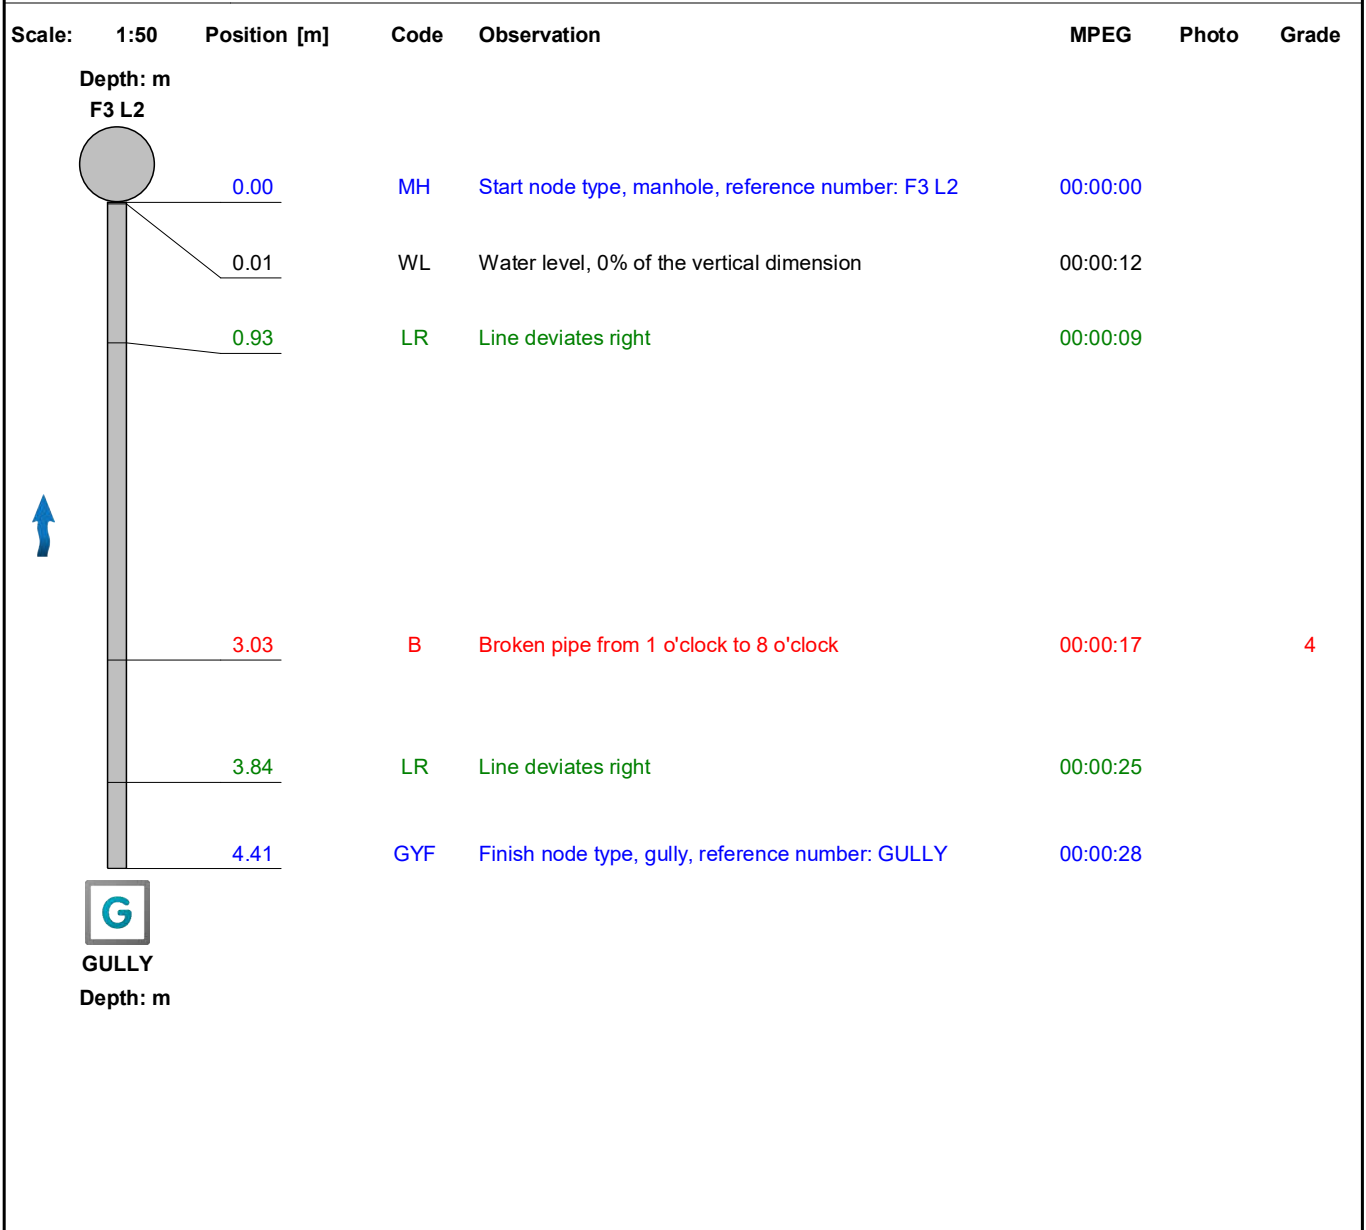 Scale: 1:50 Position [m] Code Observation MPEG Photo Grade
Depth: m
F3 L2
0.00 MH Start node type, manhole, reference number: F3 L2 00:00:00
0.01 WL Water level, 0% of the vertical dimension 00:00:12
0.93 LR Line deviates right 00:00:09
3.03 B Broken pipe from 1 o'clock to 8 o'clock 00:00:17 4
3.84 LR Line deviates right 00:00:25
4.41 GYF Finish node type, gully, reference number: GULLY 00:00:28
G
GULLY
Depth: m